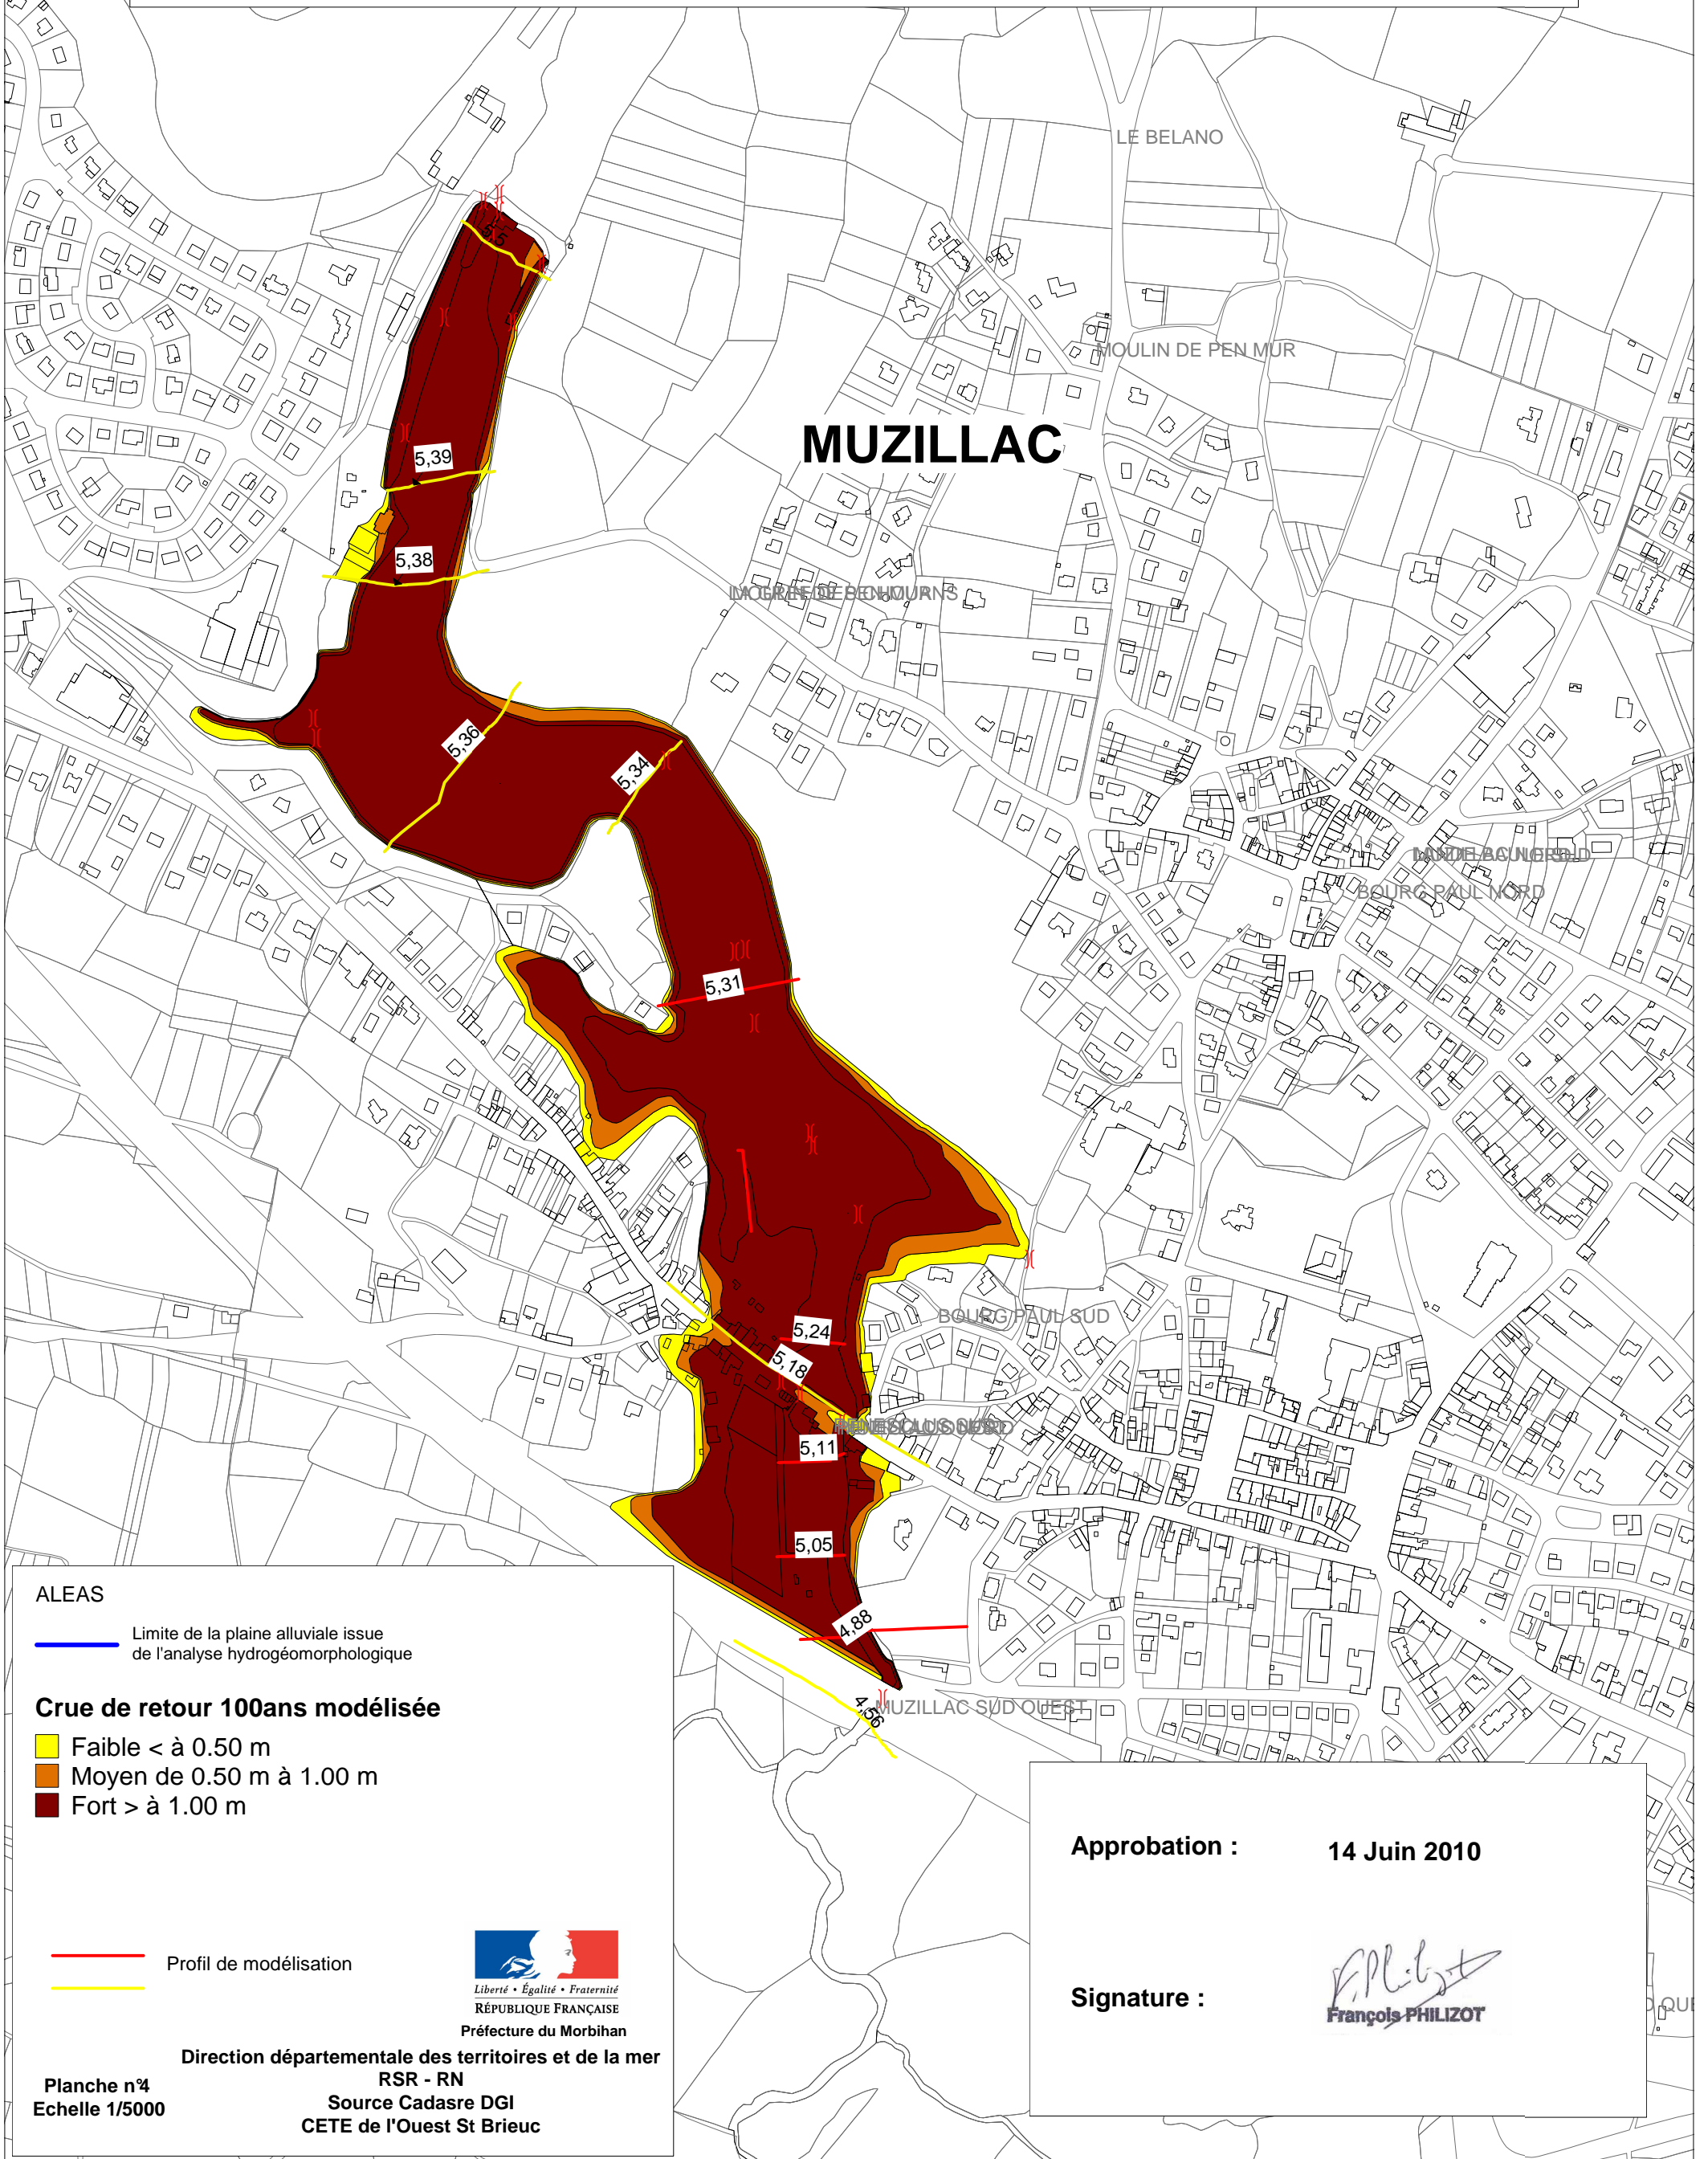 LE BELANO
5,5
MOULIN DE PEN MUR
MUZILLAC
5,39
5,38
5,36
5,34
BOURG PAUL NORD
5,31
BOURG PAUL SUD
5,24
5,18
5,11
5,05
4,88
MUZILLAC SUD OUEST
4,56
ALEAS
Limite de la plaine alluviale issue
de l'analyse hydrogéomorphologique
Crue de retour 100ans modélisée
Faible < à 0.50 m
Moyen de 0.50 m à 1.00 m
Fort > à 1.00 m
Profil de modélisation
Liberté • Égalité • Fraternité
RÉPUBLIQUE FRANÇAISE
Préfecture du Morbihan
Direction départementale des territoires et de la mer
RSR - RN
Source Cadasre DGI
CETE de l'Ouest St Brieuc
Planche n°4
Echelle 1/5000
Approbation : 14 Juin 2010
Signature :
François PHILIZOT